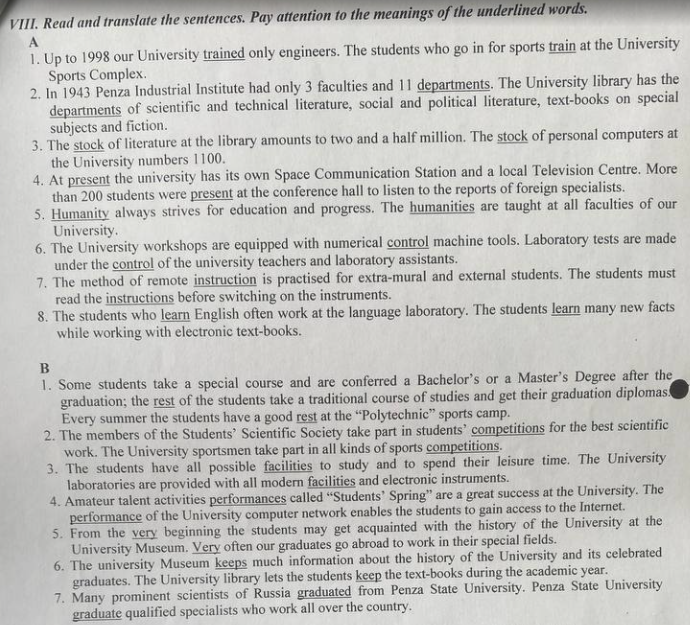 VIII. Read and translate the sentences. Pay attention to the meanings of the underlined words.
A
1. Up to 1998 our University trained only engineers. The students who go in for sports train at the University
Sports Complex.
2. In 1943 Penza Industrial Institute had only 3 faculties and 11 departments. The University library has the
departments of scientific and technical literature, social and political literature, text-books on special
subjects and fiction.
3. The stock of literature at the library amounts to two and a half million. The stock of personal computers at
the University numbers 1100.
4. At present the university has its own Space Communication Station and a local Television Centre. More
than 200 students were present at the conference hall to listen to the reports of foreign specialists.
5. Humanity always strives for education and progress. The humanities are taught at all faculties of our
University.
6. The University workshops are equipped with numerical control machine tools. Laboratory tests are made
under the control of the university teachers and laboratory assistants.
7. The method of remote instruction is practised for extra-mural and external students. The students must
read the instructions before switching on the instruments.
8. The students who learn English often work at the language laboratory. The students learn many new facts
while working with electronic text-books.
B
1. Some students take a special course and are conferred a Bachelor's or a Master's Degree after the
graduation; the rest of the students take a traditional course of studies and get their graduation diplomas.
Every summer the students have a good rest at the "Polytechnic" sports camp.
2. The members of the Students' Scientific Society take part in students' competitions for the best scientific
work. The University sportsmen take part in all kinds of sports competitions.
3. The students have all possible facilities to study and to spend their leisure time. The University
laboratories are provided with all modern facilities and electronic instruments.
4. Amateur talent activities performances called "Students' Spring" are a great success at the University. The
performance of the University computer network enables the students to gain access to the Internet.
5. From the very beginning the students may get acquainted with the history of the University at the
University Museum. Very often our graduates go abroad to work in their special fields.
6. The university Museum keeps much information about the history of the University and its celebrated
graduates. The University library lets the students keep the text-books during the academic year.
7. Many prominent scientists of Russia graduated from Penza State University. Penza State University
graduate qualified specialists who work all over the country.